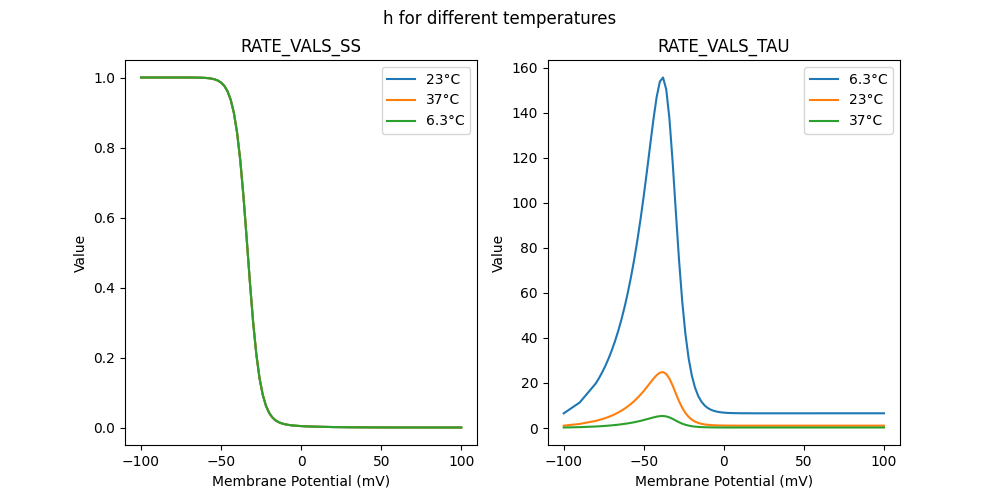 h for different temperatures
RATE_VALS_SS
Value
1.0
0.8
0.6
0.4
0.2
0.0
−100
−50
0
50
100
Membrane Potential (mV)
23°C
37°C
6.3°C
RATE_VALS_TAU
Value
160
140
120
100
80
60
40
20
0
−100
−50
0
50
100
Membrane Potential (mV)
6.3°C
23°C
37°C